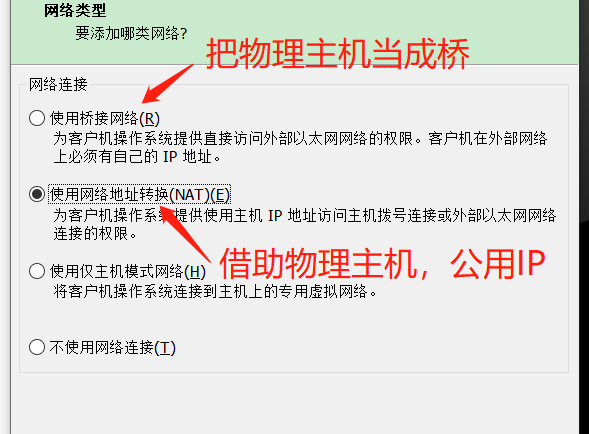 网络类型
要添加哪类网络?
把物理主机当成桥
网络连接
使用桥接网络(R)
为客户机操作系统提供直接访问外部以太网网络的权限。客户机在外部网络
上必须有自己的 IP 地址。
使用网络地址转换(NAT)(E)
为客户机操作系统提供使用主机 IP 地址访问主机拨号连接或外部以太网网络
连接的权限。
借助物理主机，公用IP
使用仅主机模式网络(H)
将客户机操作系统连接到主机上的专用虚拟网络。
不使用网络连接(T)